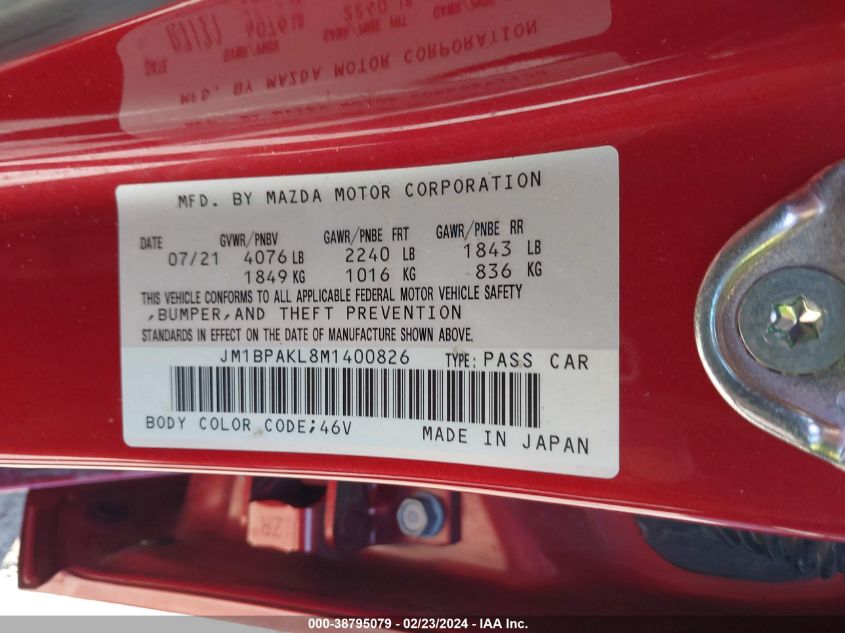 MFD. BY MAZDA MOTOR CORPORATION
DATE GVWR/PNBV GAWR/PNBE FRT GAWR/PNBE RR
07/21 4076 LB 2240 LB 1843 LB
1849 KG 1016 KG 836 KG
THIS VEHICLE CONFORMS TO ALL APPLICABLE FEDERAL MOTOR VEHICLE SAFETY
,BUMPER,AND THEFT PREVENTION
STANDARDS IN EFFECT ON THE DATE OF MANUFACTURE SHOWN ABOVE.
JM1BPAKL8M1400826 TYPE: PASS CAR
BODY COLOR CODE;46V MADE IN JAPAN
ZR
000-38795079 - 02/23/2024 - IAA Inc.